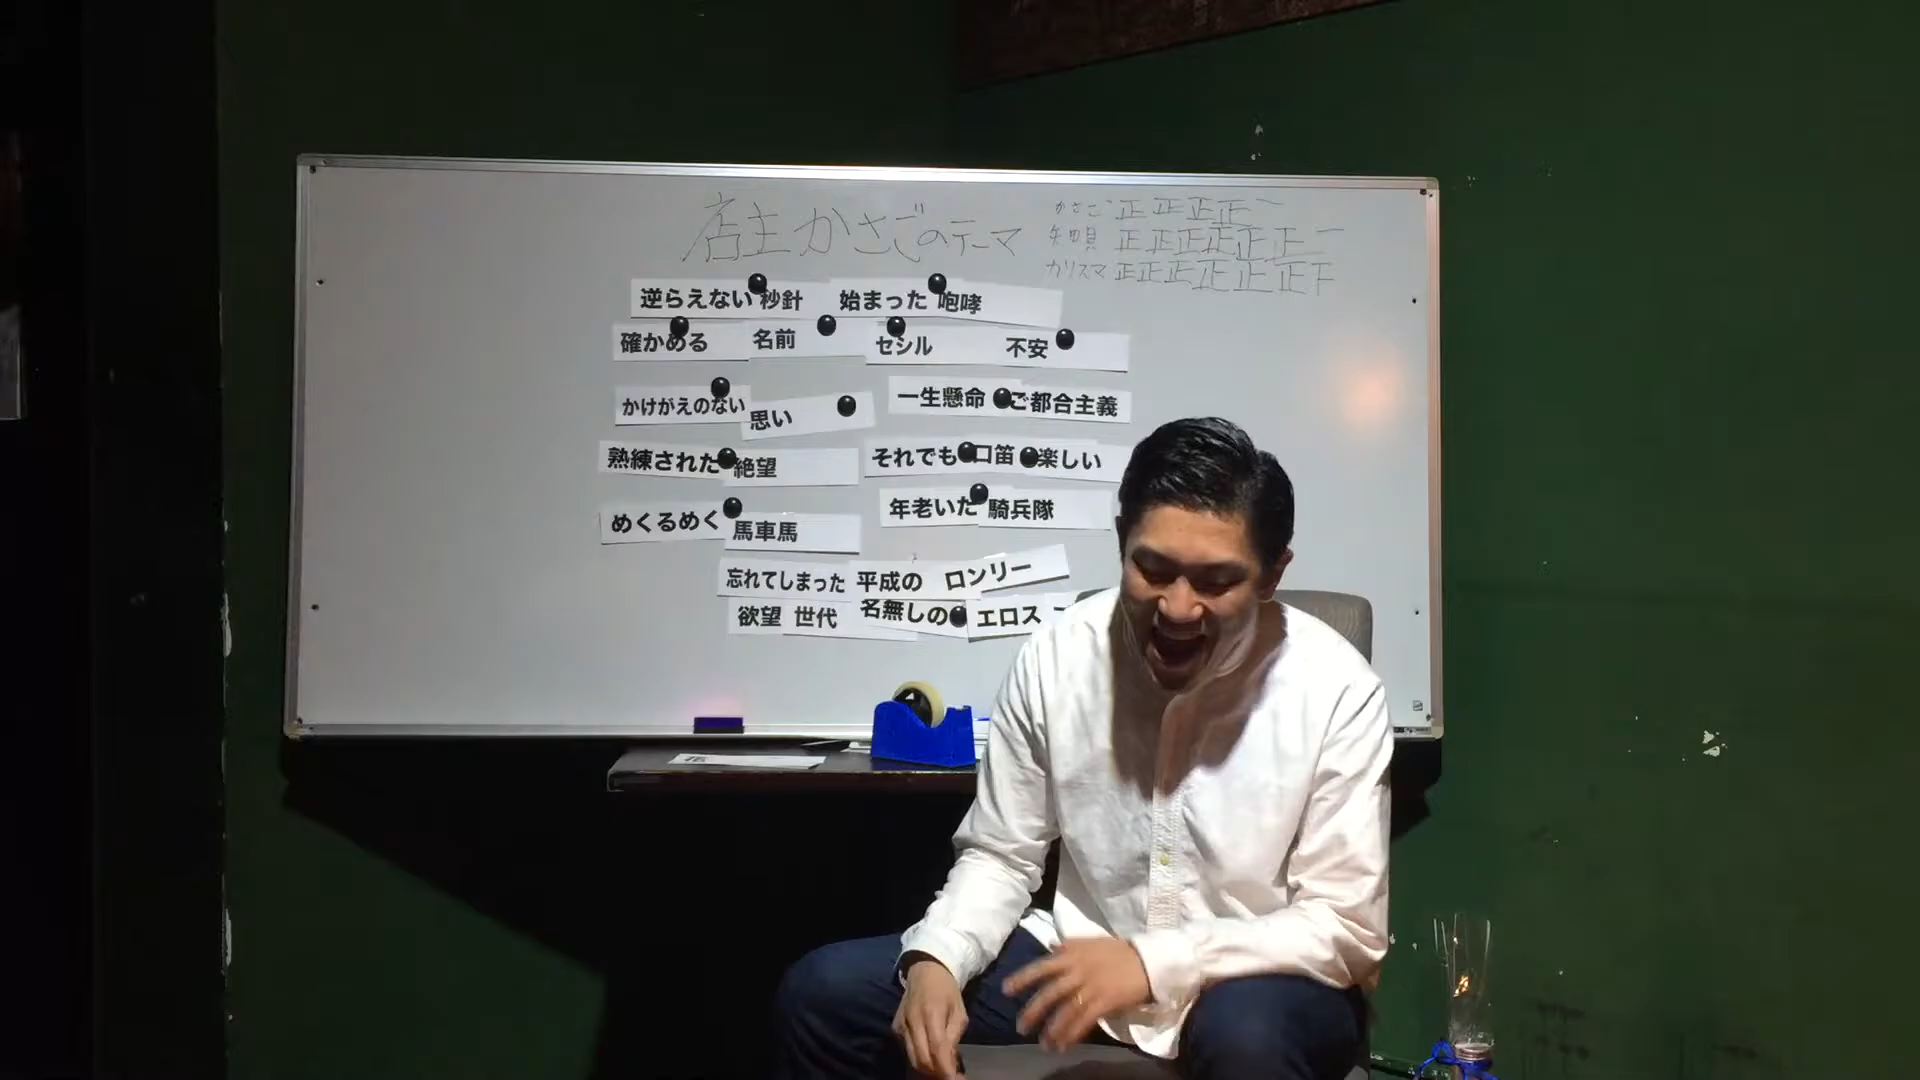 店主かさごのテーマ
かさご 正正正正一
矢田貝 正正正正正正一
カリスマ 正正正正正正下
逆らえない 秒針 始まった 咆哮
確かめる 名前 セシル 不安
かけがえのない 思い 一生懸命 ご都合主義
熟練された 絶望 それでも 口笛 楽しい
めくるめく 馬車馬 年老いた 騎兵隊
忘れてしまった 平成の ロンリー
欲望 世代 名無しの エロス